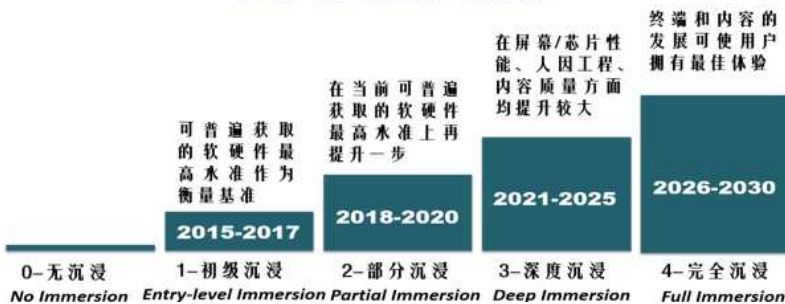 终端和内容的
发展可使用户
拥有最佳体验
在屏幕/芯片性
能、人因工程、
内容质量方面
均提升较大
在当前可普遍
获取的软硬件
最高水准上再
提升一步
可普遍获取
的软硬件最
高水准作为
衡量基准
2015-2017
2018-2020
2021-2025
2026-2030
0-无沉浸
1-初级沉浸
2-部分沉浸
3-深度沉浸
4-完全沉浸
No Immersion
Entry-level Immersion
Partial Immersion
Deep Immersion
Full Immersion